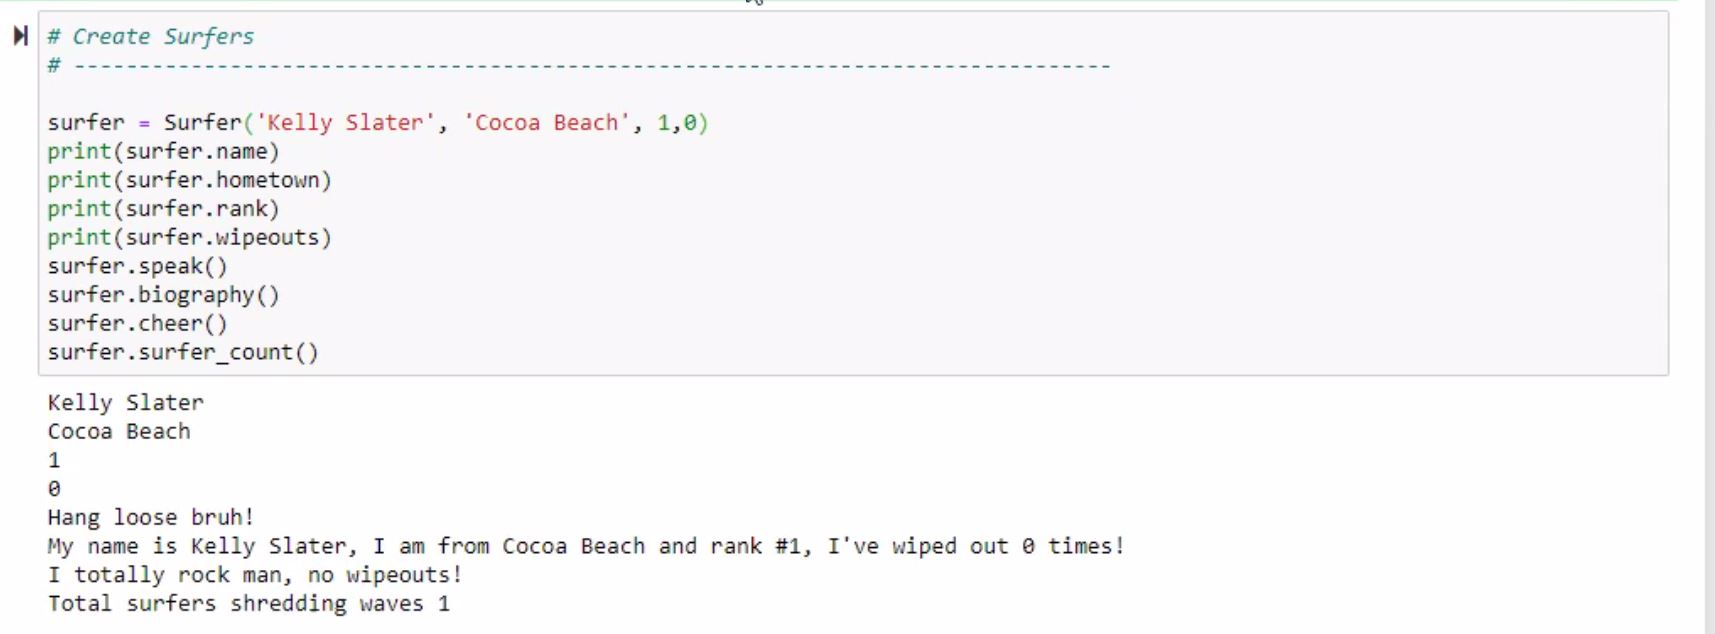 # Create Surfers
# --------------------------------------------------------------------------------
surfer = Surfer('Kelly Slater', 'Cocoa Beach', 1,0)
print(surfer.name)
print(surfer.hometown)
print(surfer.rank)
print(surfer.wipeouts)
surfer.speak()
surfer.biography()
surfer.cheer()
surfer.surfer_count()
Kelly Slater
Cocoa Beach
1
0
Hang loose bruh!
My name is Kelly Slater, I am from Cocoa Beach and rank #1, I've wiped out 0 times!
I totally rock man, no wipeouts!
Total surfers shredding waves 1